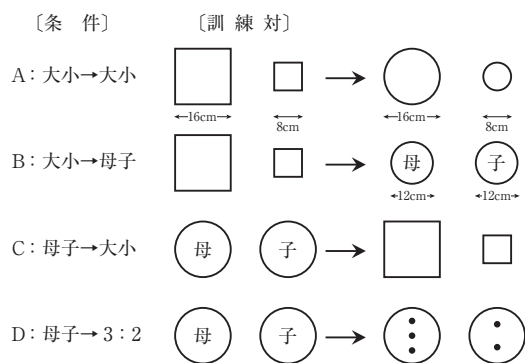 〔条 件〕 〔訓 練 対〕
A：大小→大小
16cm 8cm 16cm 8cm
B：大小→母子 母 子
12cm 12cm
C：母子→大小 母 子
D：母子→3：2 母 子